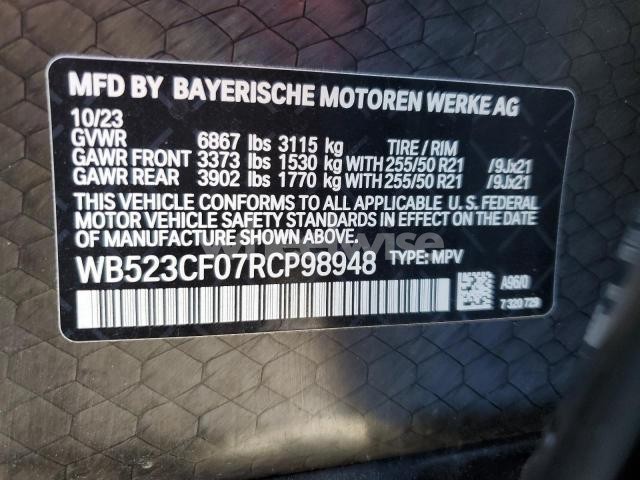 MFD BY BAYERISCHE MOTOREN WERKE AG
10/23
GVWR 6867 lbs 3115 kg TIRE / RIM
GAWR FRONT 3373 lbs 1530 kg WITH 255/50 R21 /9Jx21
GAWR REAR 3902 lbs 1770 kg WITH 255/50 R21 /9Jx21
THIS VEHICLE CONFORMS TO ALL APPLICABLE U. S. FEDERAL
MOTOR VEHICLE SAFETY STANDARDS IN EFFECT ON THE DATE
OF MANUFACTURE SHOWN ABOVE.
WB523CF07RCP98948 TYPE: MPV
A96/0
7 320 729